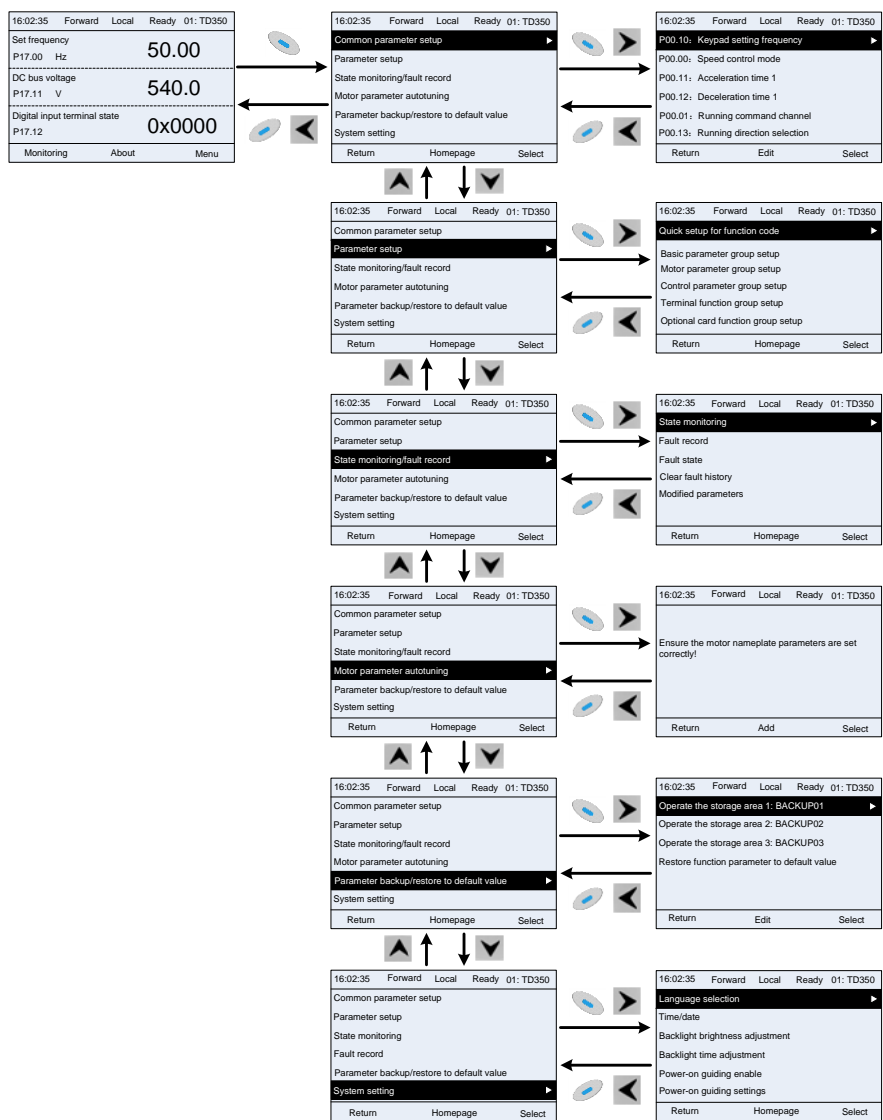 16:02:35 Forward Local Ready 01: TD350
Set frequency
P17.00 Hz
50.00
DC bus voltage
P17.11 V
540.0
Digital input terminal state
P17.12
0x0000
Monitoring About Menu
16:02:35 Forward Local Ready 01: TD350
Common parameter setup
Parameter setup
State monitoring/fault record
Motor parameter autotuning
Parameter backup/restore to default value
System setting
Return Homepage Select
16:02:35 Forward Local Ready 01: TD350
P00.10: Keypad setting frequency
P00.00: Speed control mode
P00.11: Acceleration time 1
P00.12: Deceleration time 1
P00.01: Running command channel
P00.13: Running direction selection
Return Edit Select
16:02:35 Forward Local Ready 01: TD350
Common parameter setup
Parameter setup
State monitoring/fault record
Motor parameter autotuning
Parameter backup/restore to default value
System setting
Return Homepage Select
16:02:35 Forward Local Ready 01: TD350
Quick setup for function code
Basic parameter group setup
Motor parameter group setup
Control parameter group setup
Terminal function group setup
Optional card function group setup
Return Homepage Select
16:02:35 Forward Local Ready 01: TD350
Common parameter setup
Parameter setup
State monitoring/fault record
Motor parameter autotuning
Parameter backup/restore to default value
System setting
Return Homepage Select
16:02:35 Forward Local Ready 01: TD350
State monitoring
Fault record
Fault state
Clear fault history
Modified parameters
Return Homepage Select
16:02:35 Forward Local Ready 01: TD350
Common parameter setup
Parameter setup
State monitoring/fault record
Motor parameter autotuning
Parameter backup/restore to default value
System setting
Return Homepage Select
16:02:35 Forward Local Ready 01: TD350
Ensure the motor nameplate parameters are set
correctly!
Return Add Select
16:02:35 Forward Local Ready 01: TD350
Common parameter setup
Parameter setup
State monitoring/fault record
Motor parameter autotuning
Parameter backup/restore to default value
System setting
Return Homepage Select
16:02:35 Forward Local Ready 01: TD350
Operate the storage area 1: BACKUP01
Operate the storage area 2: BACKUP02
Operate the storage area 3: BACKUP03
Restore function parameter to default value
Return Edit Select
16:02:35 Forward Local Ready 01: TD350
Common parameter setup
Parameter setup
State monitoring
Fault record
Parameter backup/restore to default value
System setting
Return Homepage Select
16:02:35 Forward Local Ready 01: TD350
Language selection
Time/date
Backlight brightness adjustment
Backlight time adjustment
Power-on guiding enable
Power-on guiding settings
Return Homepage Select